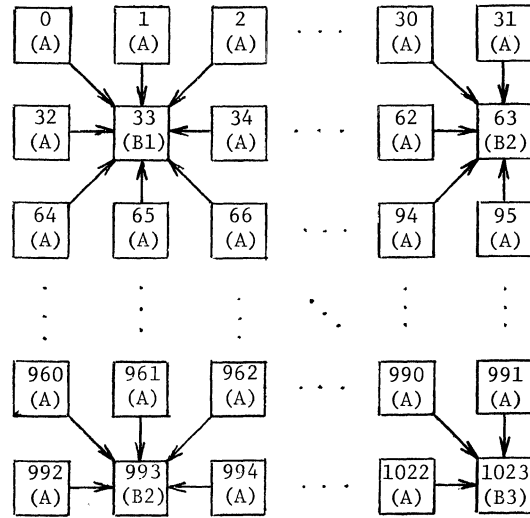 0 1 2 . . . 30 31
(A) (A) (A) (A) (A)
32 33 34 . . . 62 63
(A) (B1) (A) (A) (B2)
64 65 66 . . . 94 95
(A) (A) (A) (A) (A)
960 961 962 . . . 990 991
(A) (A) (A) (A) (A)
992 993 994 . . . 1022 1023
(A) (B2) (A) (A) (B3)